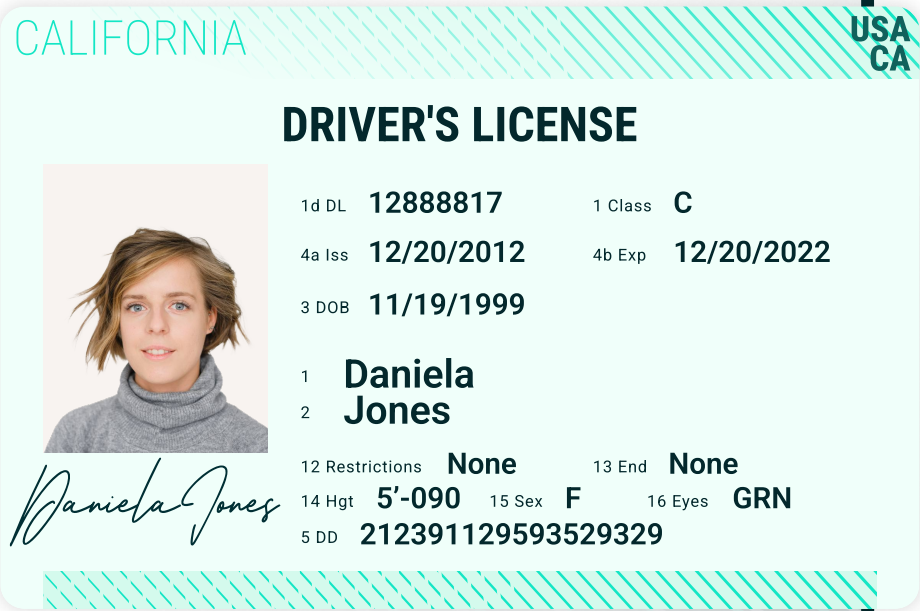 CALIFORNIA
USA
CA
DRIVER'S LICENSE
1d DL 12888817 1 Class C
4a Iss 12/20/2012 4b Exp 12/20/2022
3 DOB 11/19/1999
1 Daniela
2 Jones
12 Restrictions None 13 End None
14 Hgt 5’-090 15 Sex F 16 Eyes GRN
5 DD 212391129593529329
Daniela Jones